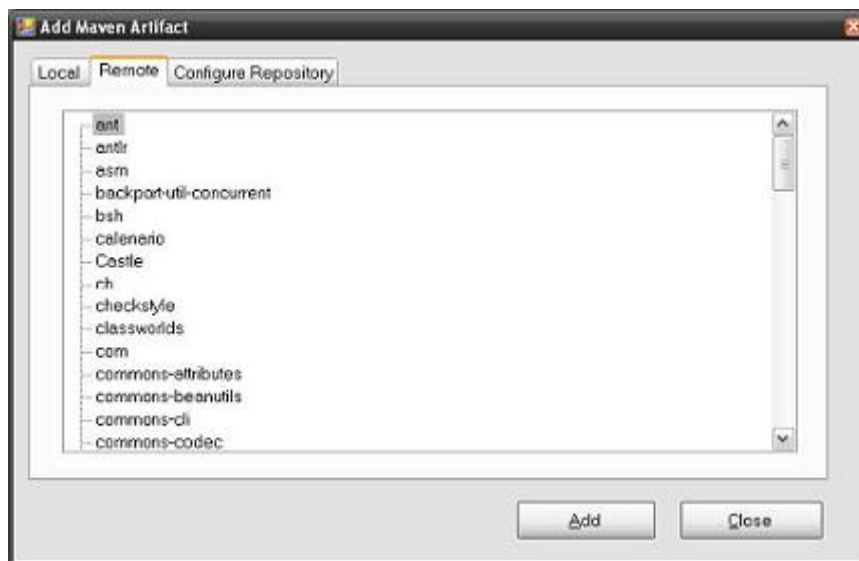 Add Maven Artifact
Local Remote Configure Repository
ant
antlr
asm
backport-util-concurrent
bsh
calenario
Castle
ch
checkstyle
classworlds
com
commons-attributes
commons-beanutils
commons-cli
commons-codec
Add Close